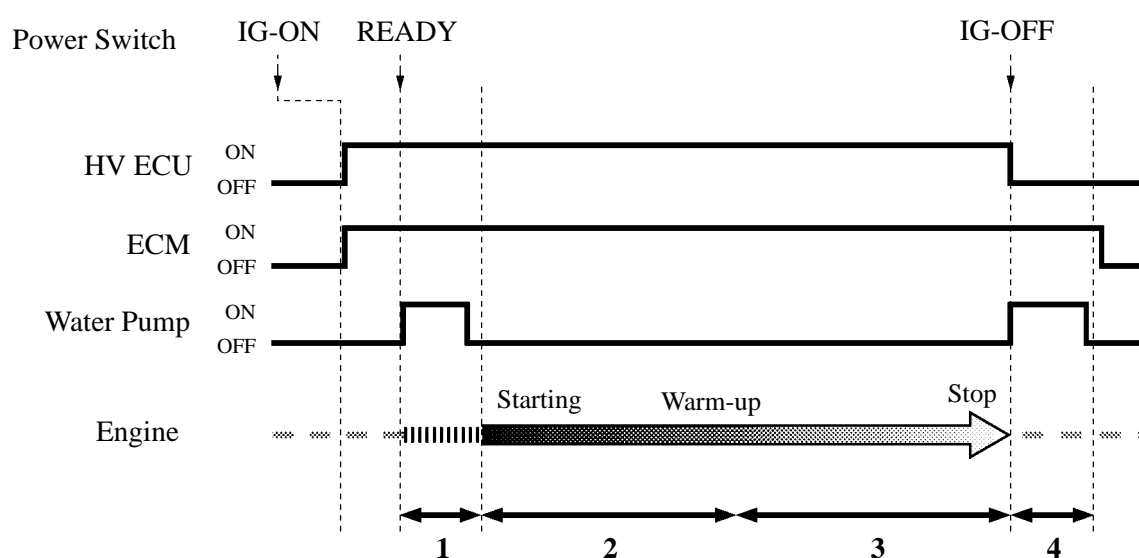 Power Switch
IG-ON
READY
IG-OFF
HV ECU
ON
OFF
ECM
ON
OFF
Water Pump
ON
OFF
Engine
Starting
Warm-up
Stop
1
2
3
4